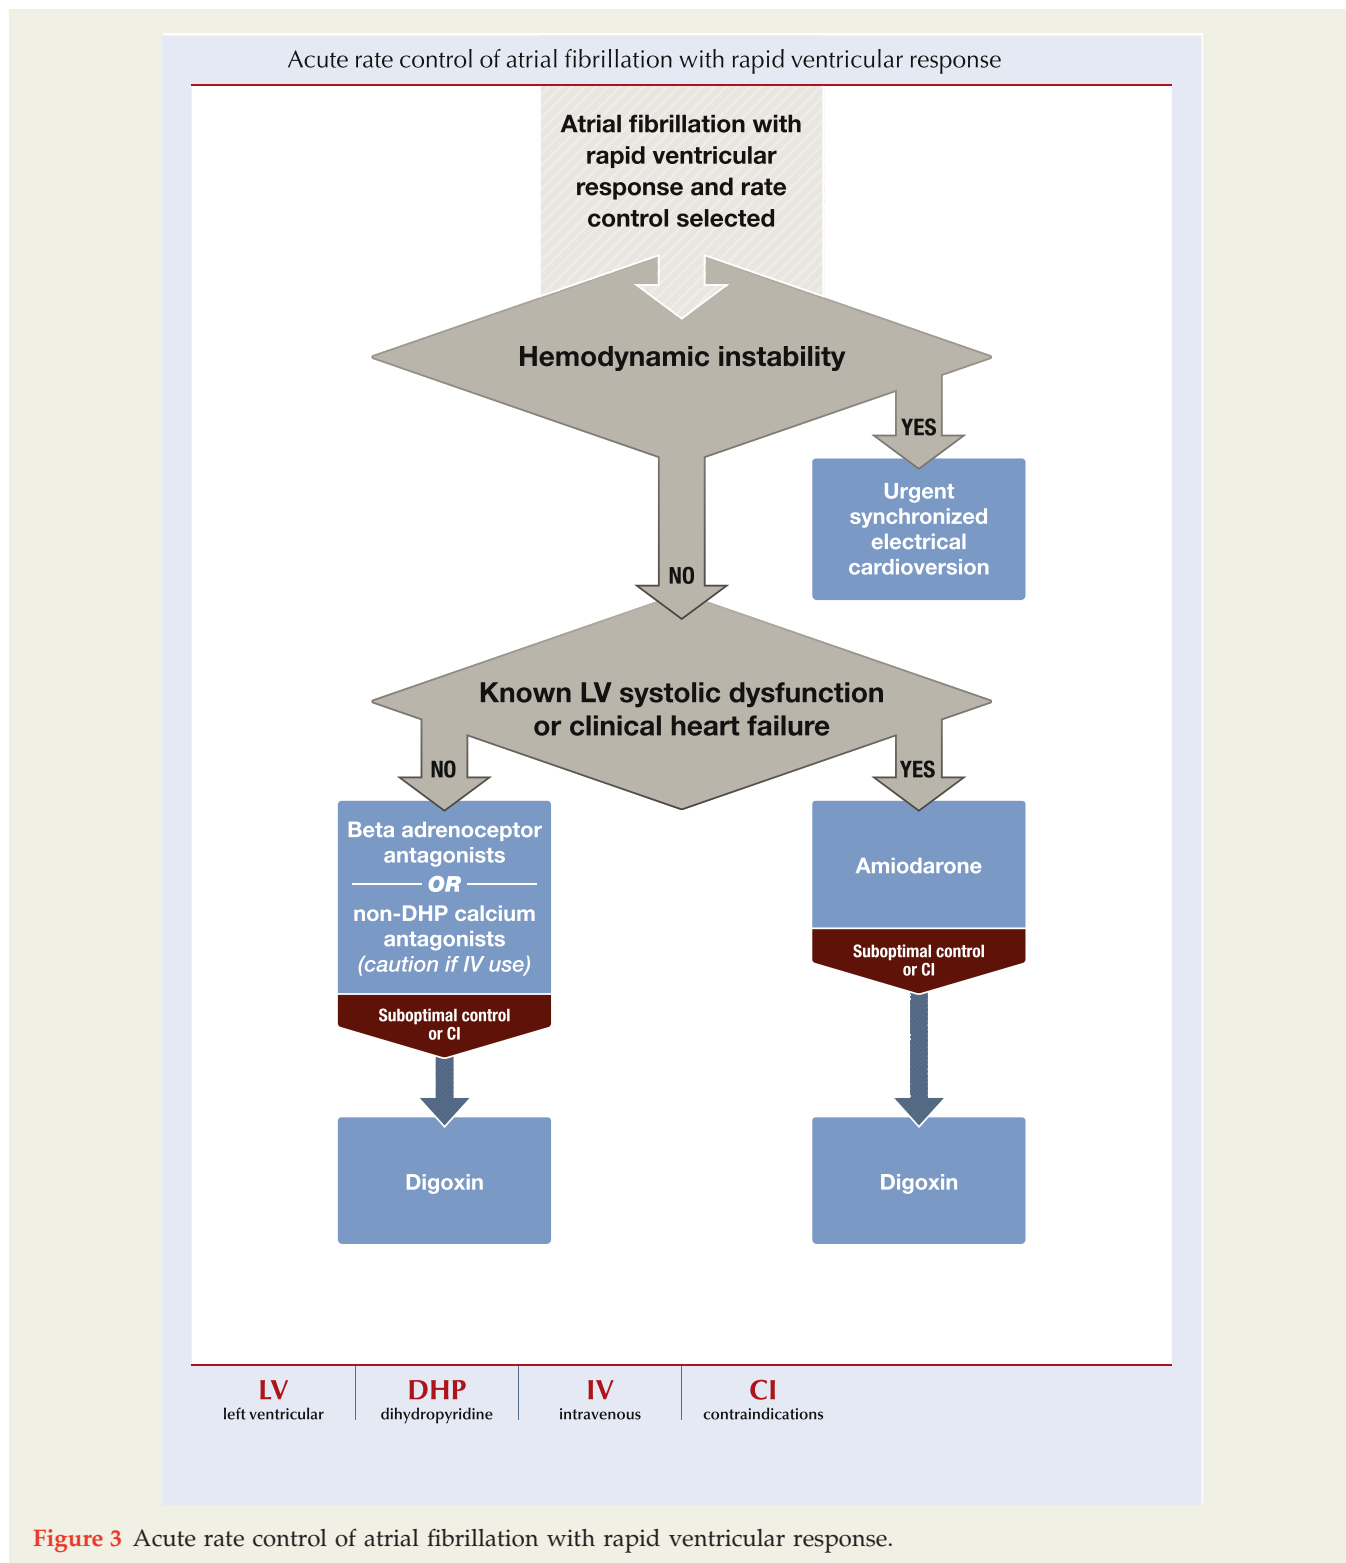 Acute rate control of atrial fibrillation with rapid ventricular response
Atrial fibrillation with
rapid ventricular
response and rate
control selected
Hemodynamic instability
YES
Urgent
synchronized
electrical
cardioversion
NO
Known LV systolic dysfunction
or clinical heart failure
NO
YES
Beta adrenoceptor
antagonists
OR
non-DHP calcium
antagonists
(caution if IV use)
Suboptimal control
or CI
Digoxin
Amiodarone
Suboptimal control
or CI
Digoxin
LV
left ventricular
DHP
dihydropyridine
IV
intravenous
CI
contraindications
Figure 3 Acute rate control of atrial fibrillation with rapid ventricular response.